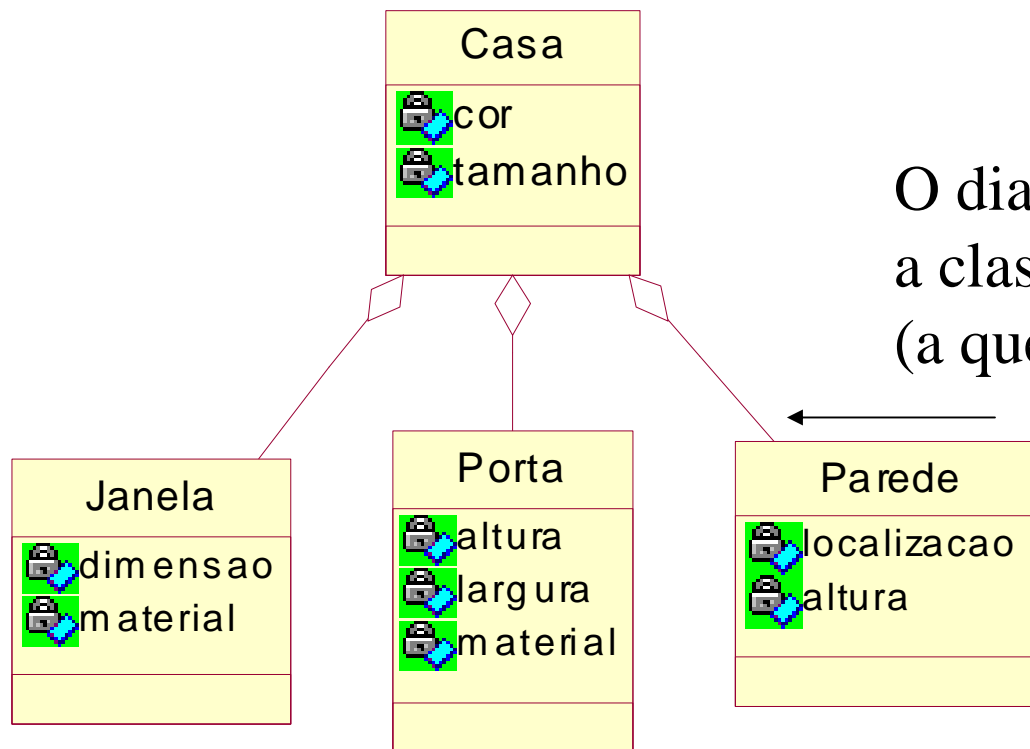 Casa
cor
tamanho
O dia
a clas
(a que
Janela
dimensao
material
Porta
altura
largura
material
Parede
localizacao
altura